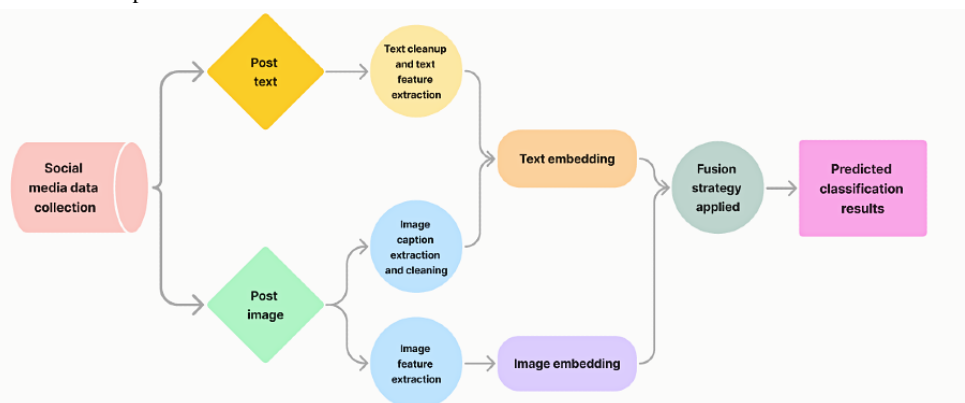 Social
media data
collection
Post
text
Text cleanup
and text
feature
extraction
Text embedding
Fusion
strategy
applied
Predicted
classification
results
Image
caption
extraction
and cleaning
Post
image
Image
feature
extraction
Image embedding